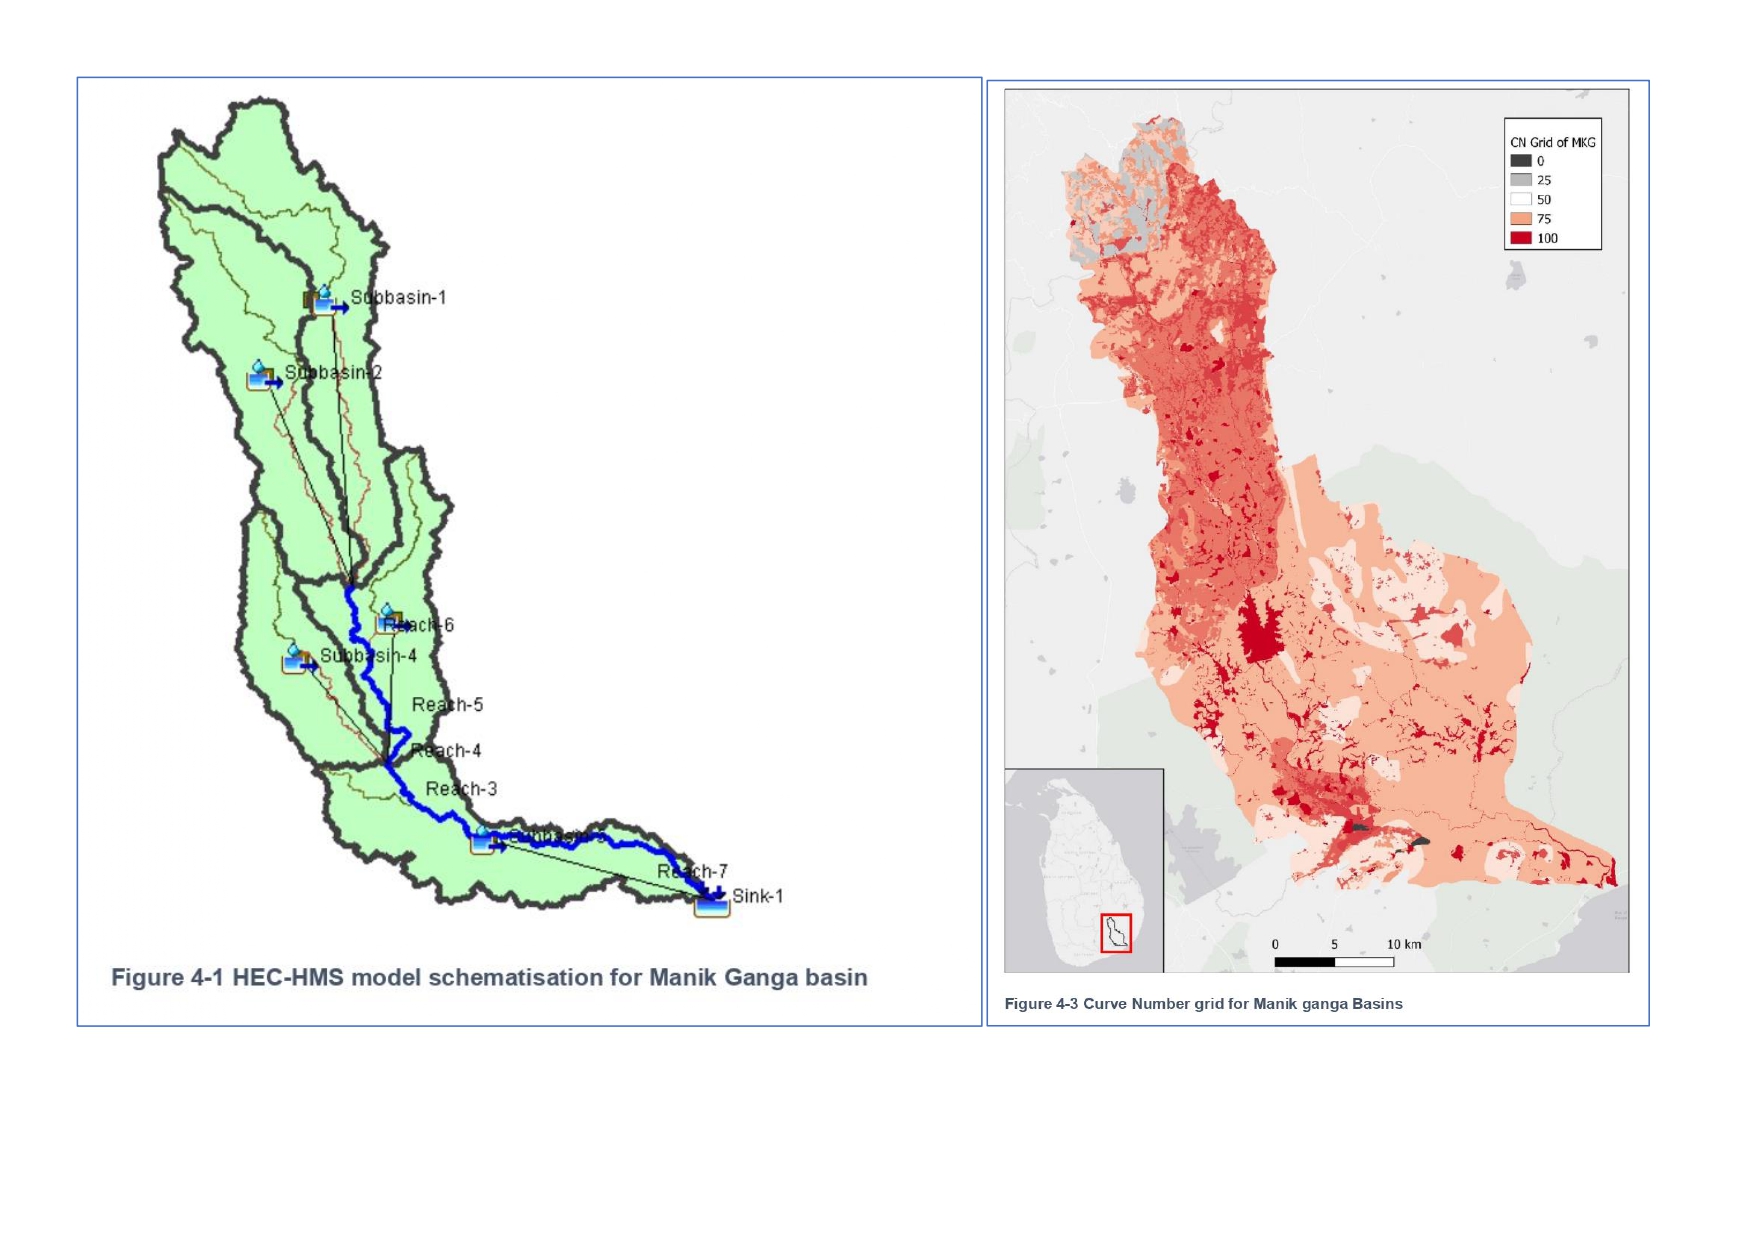 Subbasin-1
Subbasin-2
Reach-6
Subbasin-4
Reach-5
Reach-4
Reach-3
Reach-7
Sink-1
Figure 4-1 HEC-HMS model schematisation for Manik Ganga basin
CN Grid of MKG
0
25
50
75
100
0 5 10 km
Figure 4-3 Curve Number grid for Manik ganga Basins